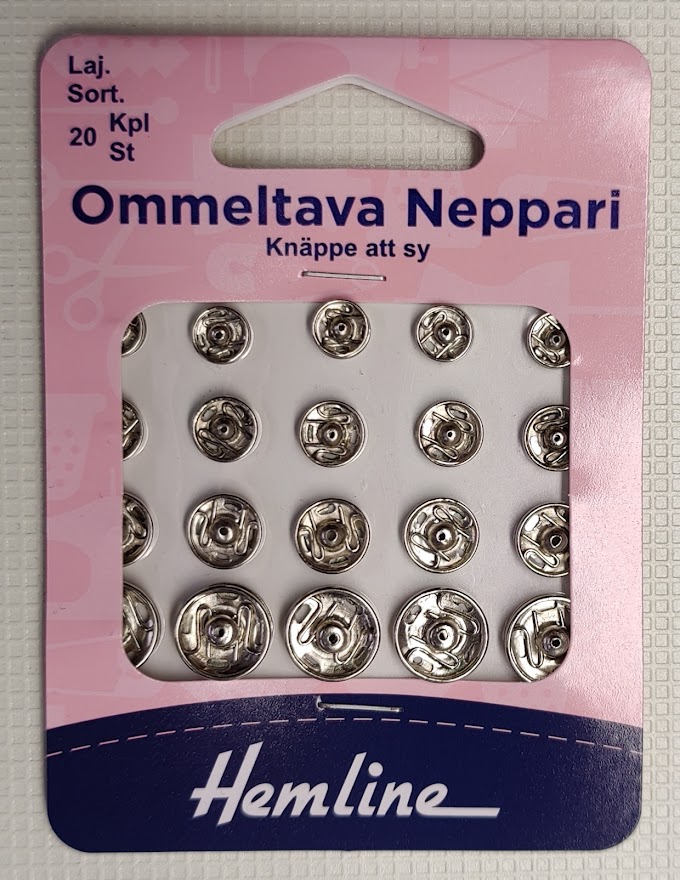 Laj.
Sort.
20 Kpl
St
Ommeltava Neppari
Knäppe att sy
Hemline